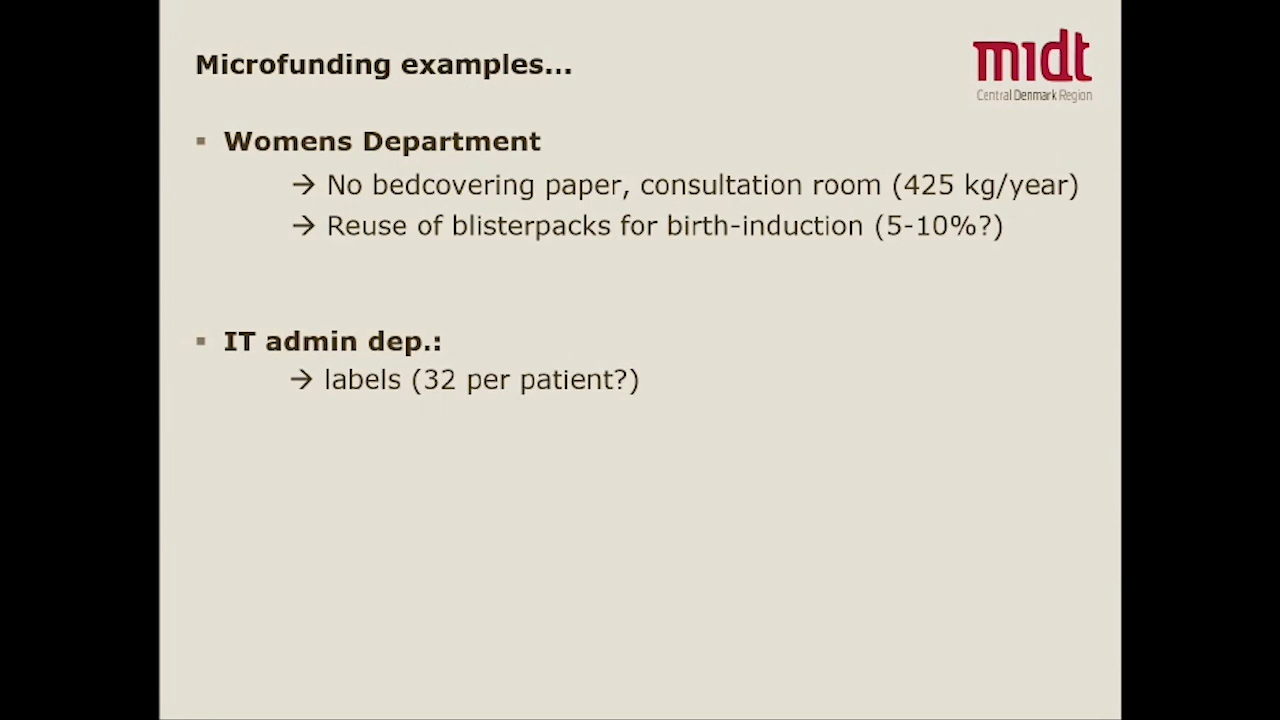 Microfunding examples...
midt
Central Denmark Region
▪ Womens Department
→ No bedcovering paper, consultation room (425 kg/year)
→ Reuse of blisterpacks for birth-induction (5-10%?)
▪ IT admin dep.:
→ labels (32 per patient?)